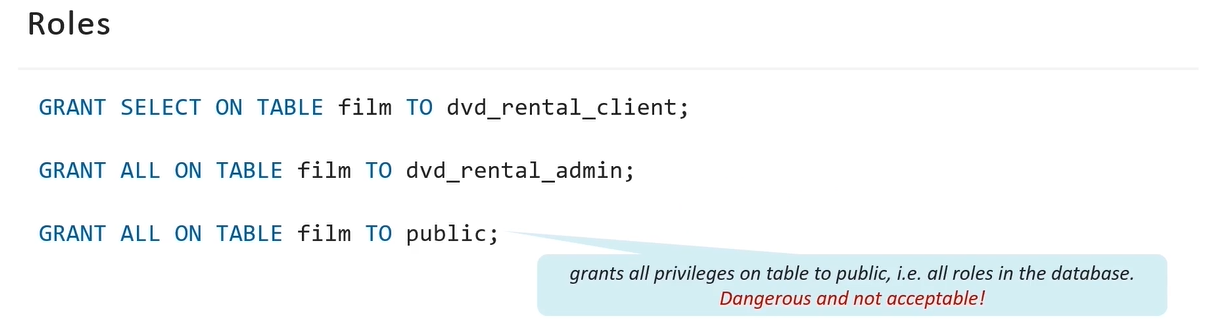 Roles
GRANT SELECT ON TABLE film TO dvd_rental_client;
GRANT ALL ON TABLE film TO dvd_rental_admin;
GRANT ALL ON TABLE film TO public;
grants all privileges on table to public, i.e. all roles in the database.
Dangerous and not acceptable!